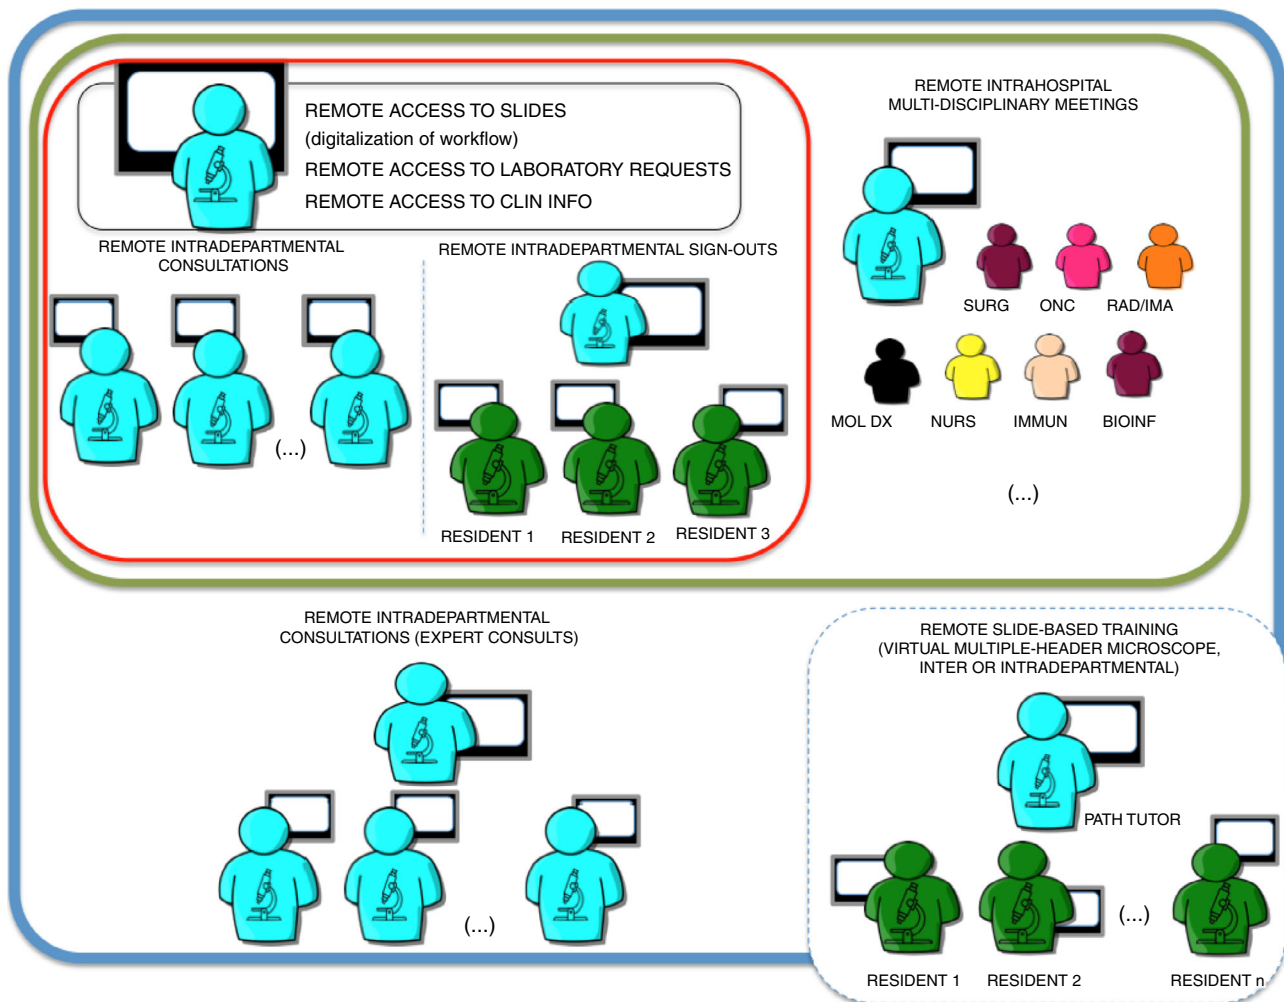 REMOTE ACCESS TO SLIDES
(digitalization of workflow)
REMOTE ACCESS TO LABORATORY REQUESTS
REMOTE ACCESS TO CLIN INFO
REMOTE INTRADEPARTMENTAL
CONSULTATIONS
(...)
REMOTE INTRADEPARTMENTAL SIGN-OUTS
RESIDENT 1
RESIDENT 2
RESIDENT 3
REMOTE INTRAHOSPITAL
MULTI-DISCIPLINARY MEETINGS
SURG
ONC
RAD/IMA
MOL DX
NURS
IMMUN
BIOINF
(...)
REMOTE INTRADEPARTMENTAL
CONSULTATIONS (EXPERT CONSULTS)
(...)
REMOTE SLIDE-BASED TRAINING
(VIRTUAL MULTIPLE-HEADER MICROSCOPE,
INTER OR INTRADEPARTMENTAL)
PATH TUTOR
(...)
RESIDENT 1
RESIDENT 2
RESIDENT n